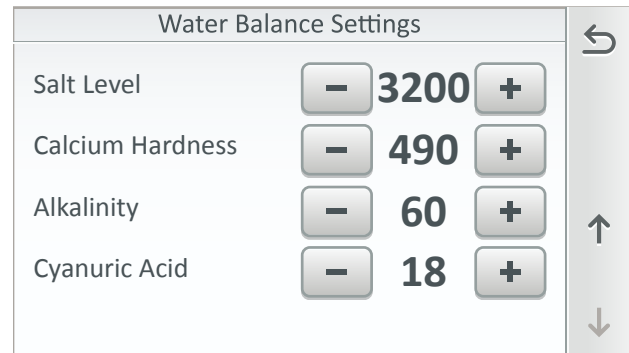 Water Balance Settings
Salt Level − 3200 +
Calcium Hardness − 490 +
Alkalinity − 60 +
Cyanuric Acid − 18 +